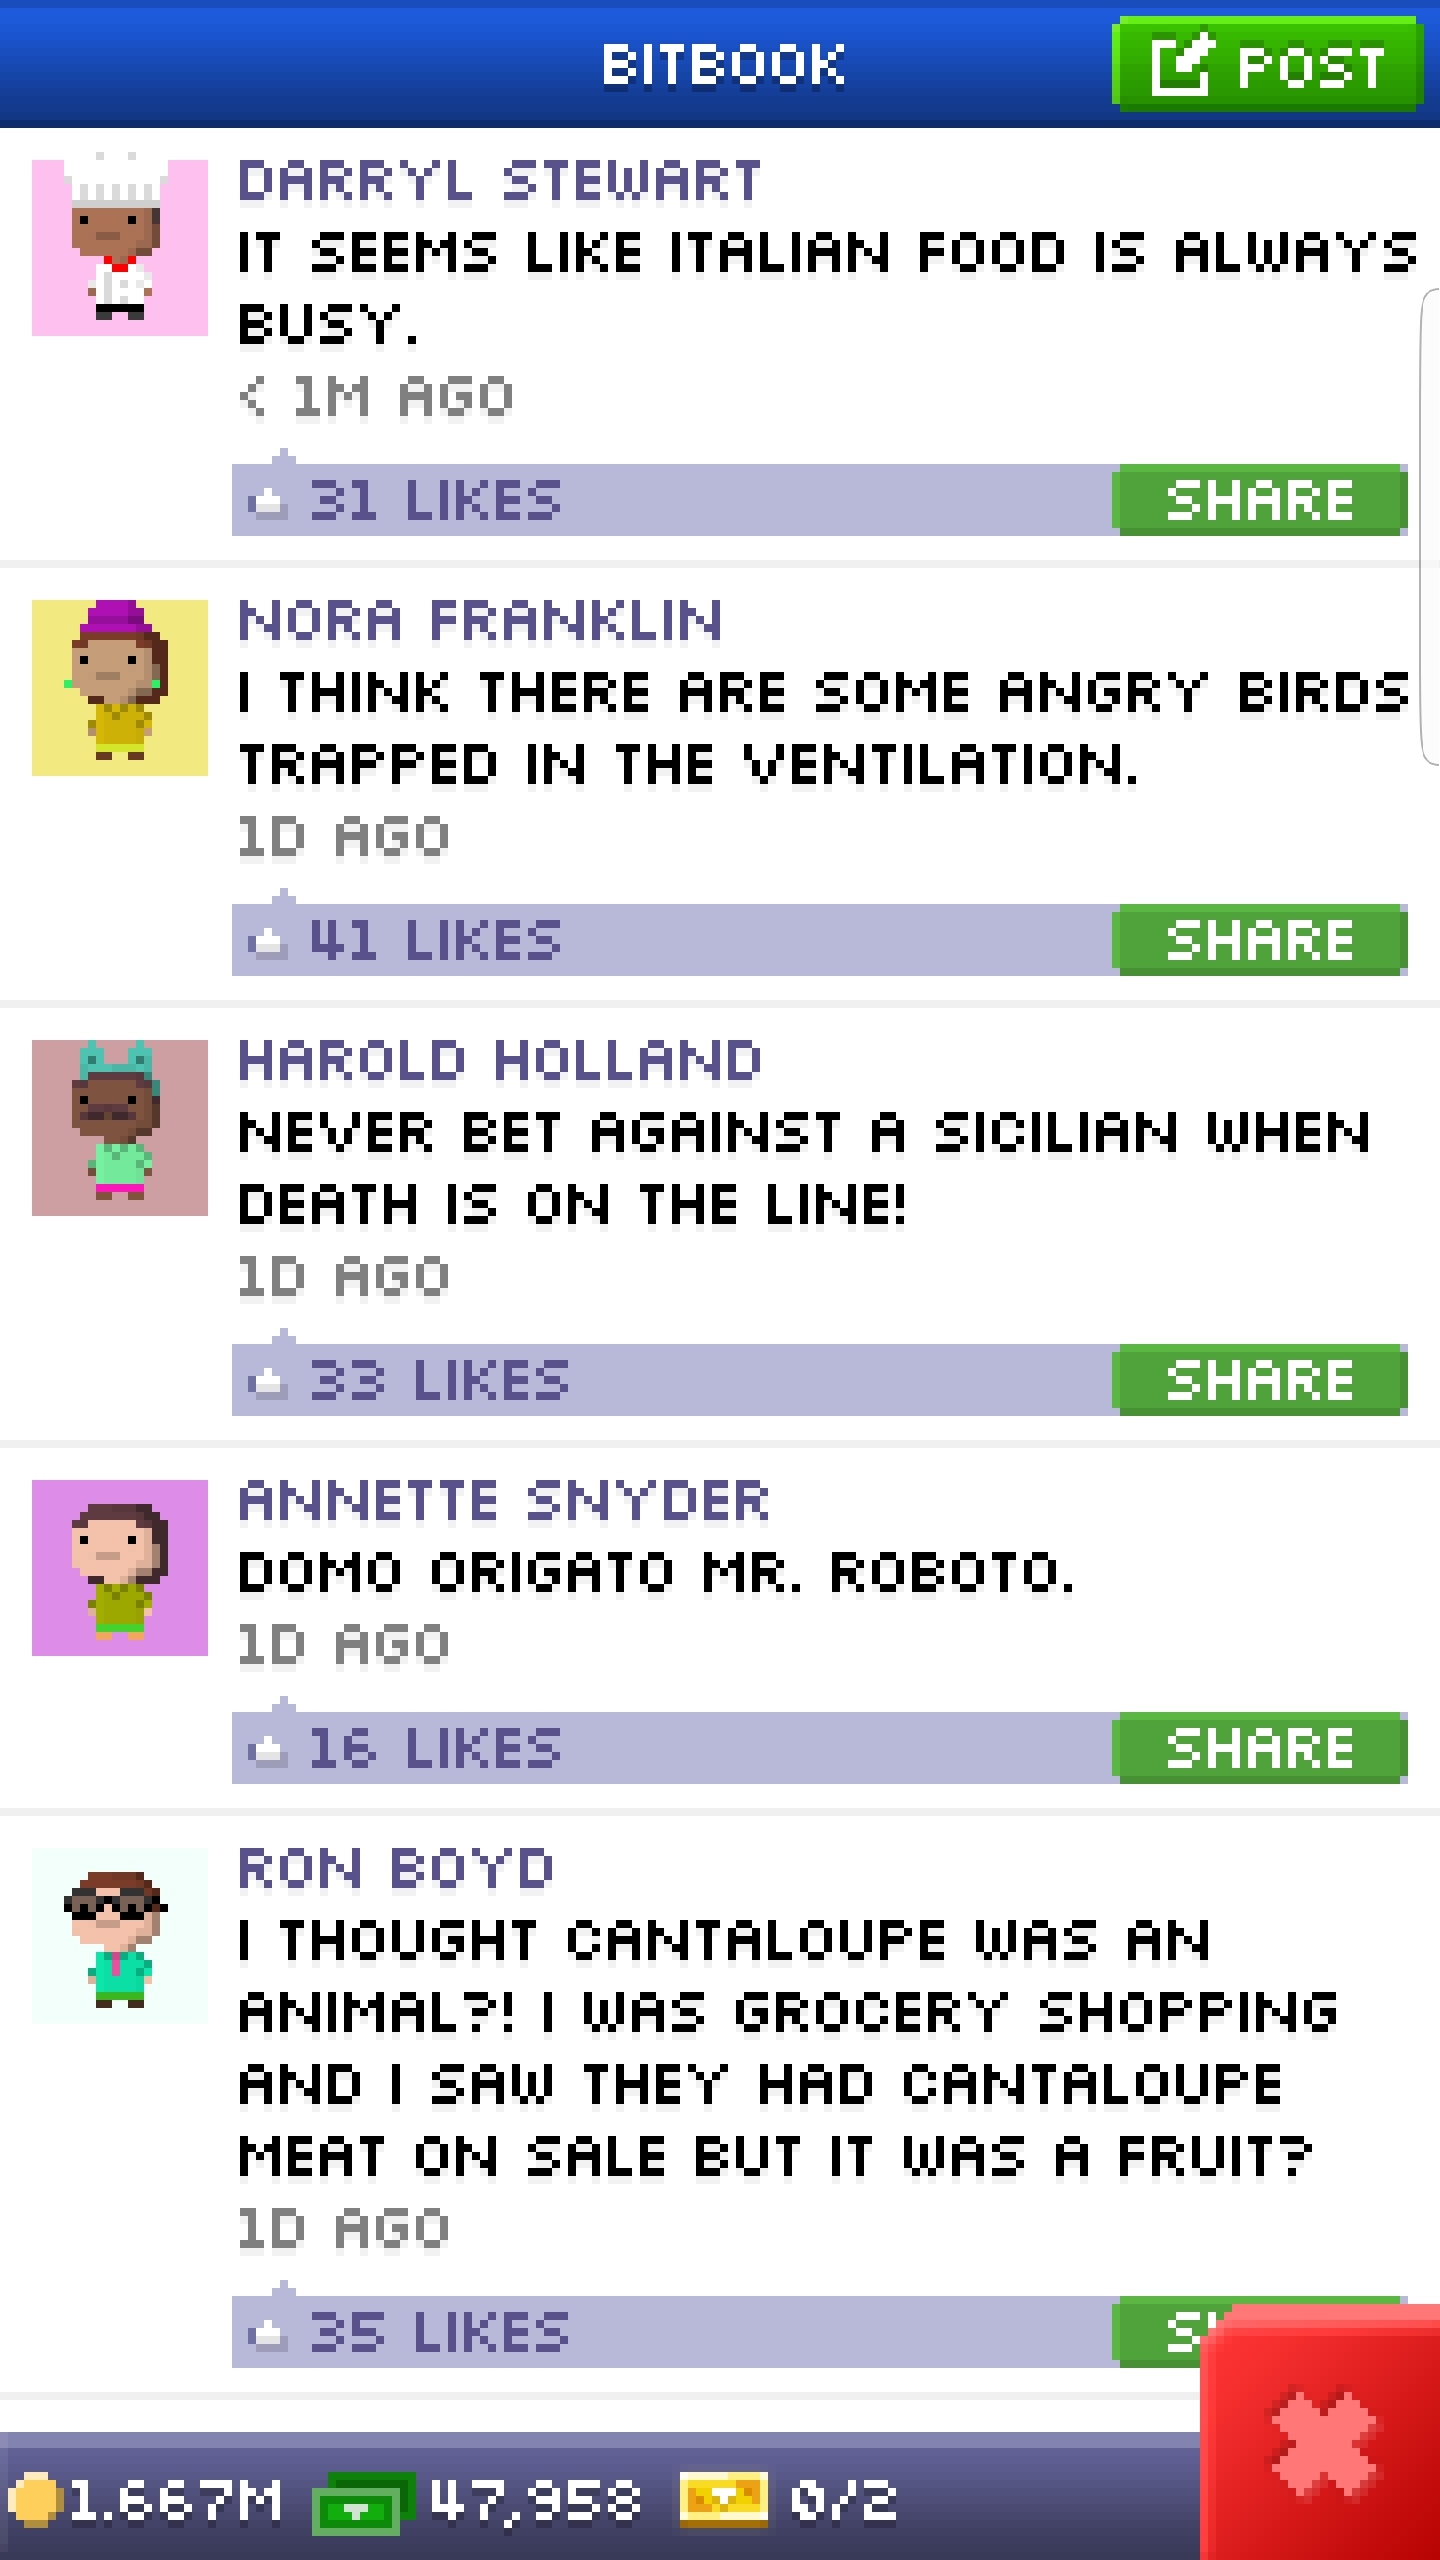 BITBOOK
POST
DARRYL STEWART
IT SEEMS LIKE ITALIAN FOOD IS ALWAYS
BUSY.
< 1M AGO
31 LIKES
SHARE
NORA FRANKLIN
I THINK THERE ARE SOME ANGRY BIRDS
TRAPPED IN THE VENTILATION.
1D AGO
41 LIKES
SHARE
HAROLD HOLLAND
NEVER BET AGAINST A SICILIAN WHEN
DEATH IS ON THE LINE!
1D AGO
33 LIKES
SHARE
ANNETTE SNYDER
DOMO ORIGATO MR. ROBOTO.
1D AGO
16 LIKES
SHARE
RON BOYD
I THOUGHT CANTALOUPE WAS AN
ANIMAL?! I WAS GROCERY SHOPPING
AND I SAW THEY HAD CANTALOUPE
MEAT ON SALE BUT IT WAS A FRUIT?
1D AGO
35 LIKES
1.667M 47,958 0/2